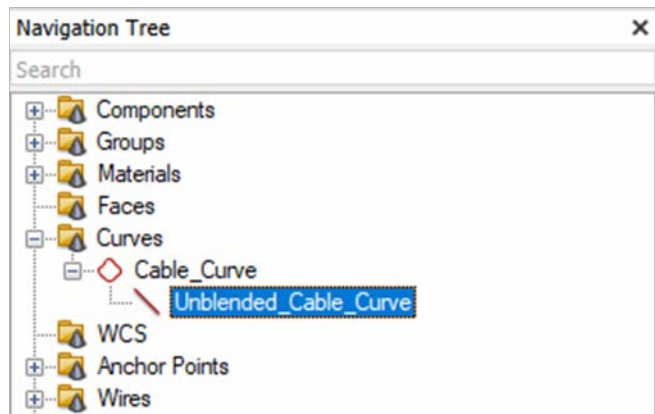 Navigation Tree
Search
Components
Groups
Materials
Faces
Curves
Cable_Curve
Unblended_Cable_Curve
WCS
Anchor Points
Wires